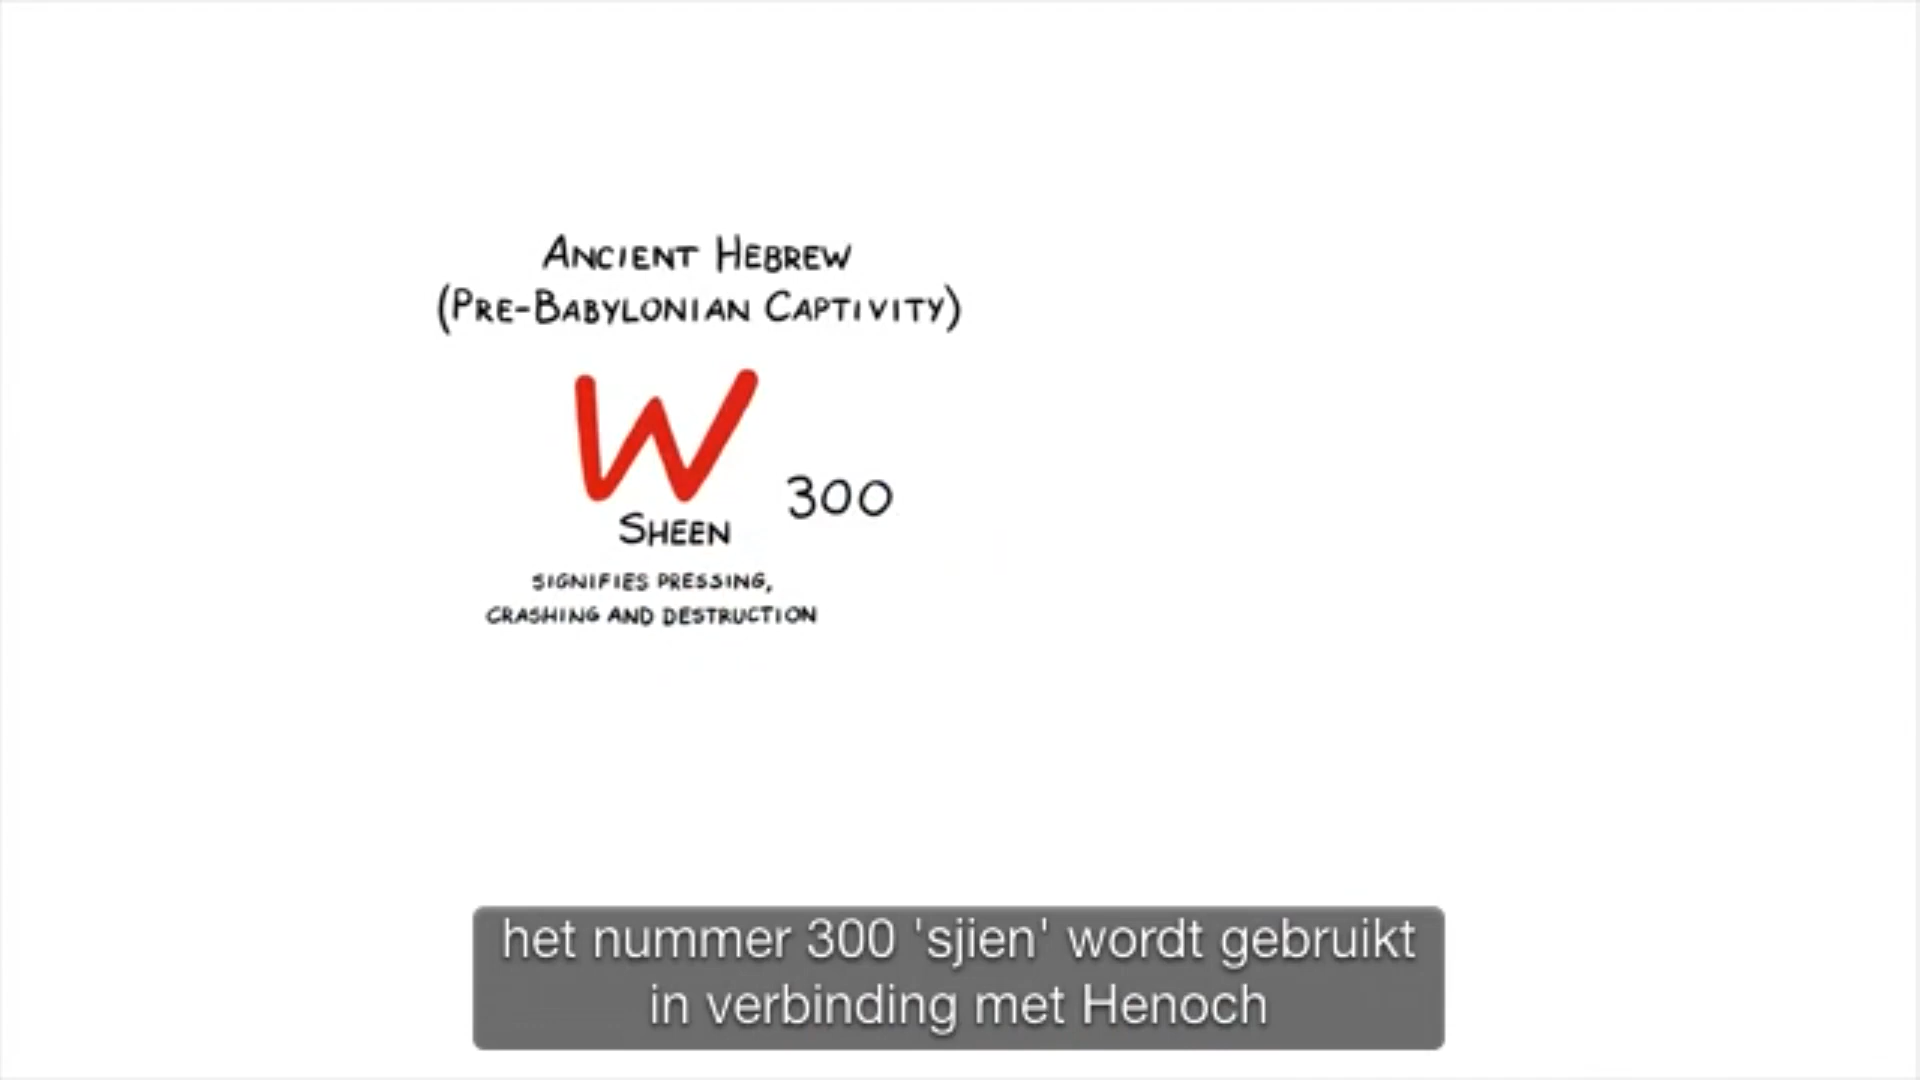 ANCIENT HEBREW
(PRE-BABYLONIAN CAPTIVITY)
W
SHEEN
300
SIGNIFIES PRESSING,
CRASHING AND DESTRUCTION
het nummer 300 'sjien' wordt gebruikt
in verbinding met Henoch